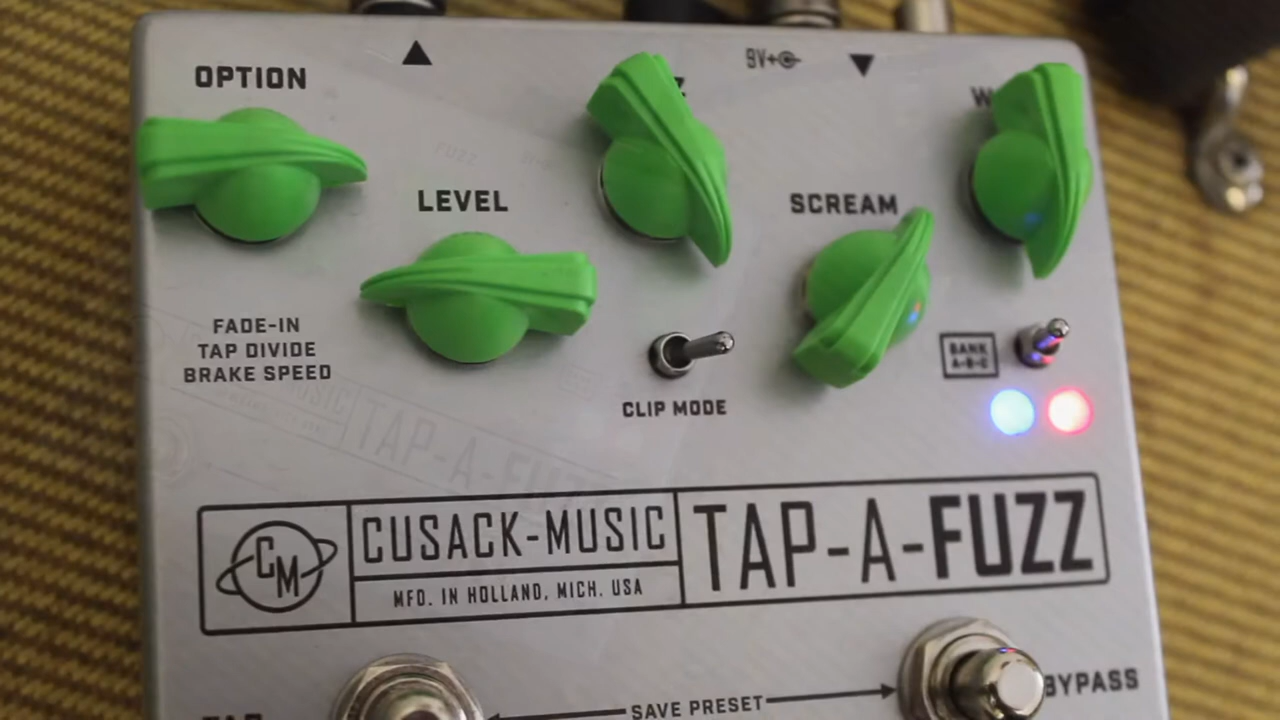 OPTION
9V+
W
LEVEL
SCREAM
FADE-IN
TAP DIVIDE
BRAKE SPEED
BANK
A-B-C
CLIP MODE
CM
CUSACK-MUSIC
MFD. IN HOLLAND, MICH. USA
TAP-A-FUZZ
TAP
SAVE PRESET
BYPASS